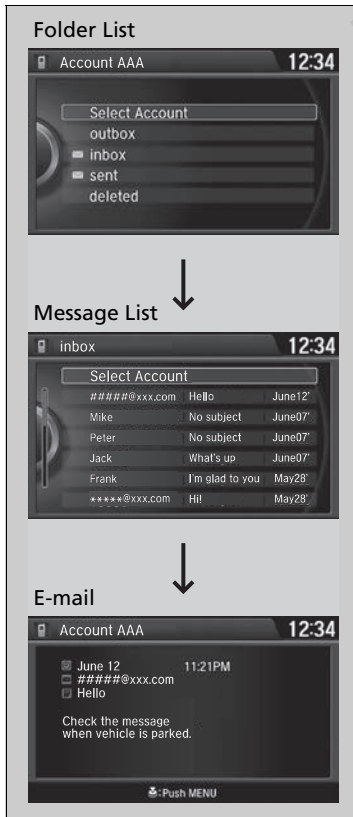 Folder List
Account AAA 12:34
Select Account
outbox
inbox
sent
deleted
Message List
inbox 12:34
Select Account
#####@xxx.com Hello June12'
Mike No subject June07'
Peter No subject June07'
Jack What's up June07'
Frank I'm glad to you May28'
*****@xxx.com Hi! May28'
E-mail
Account AAA 12:34
June 12 11:21PM
#####@xxx.com
Hello
Check the message
when vehicle is parked.
:Push MENU